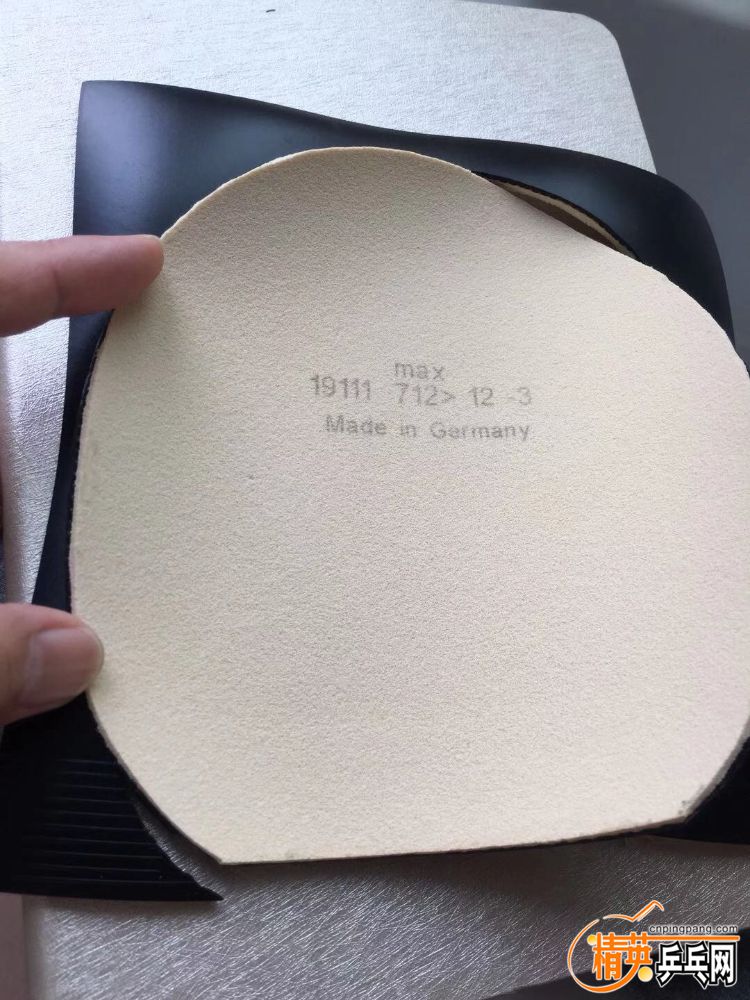 max
19111 712> 12 -3
Made in Germany
cnpingpang.com
精英乒乓网